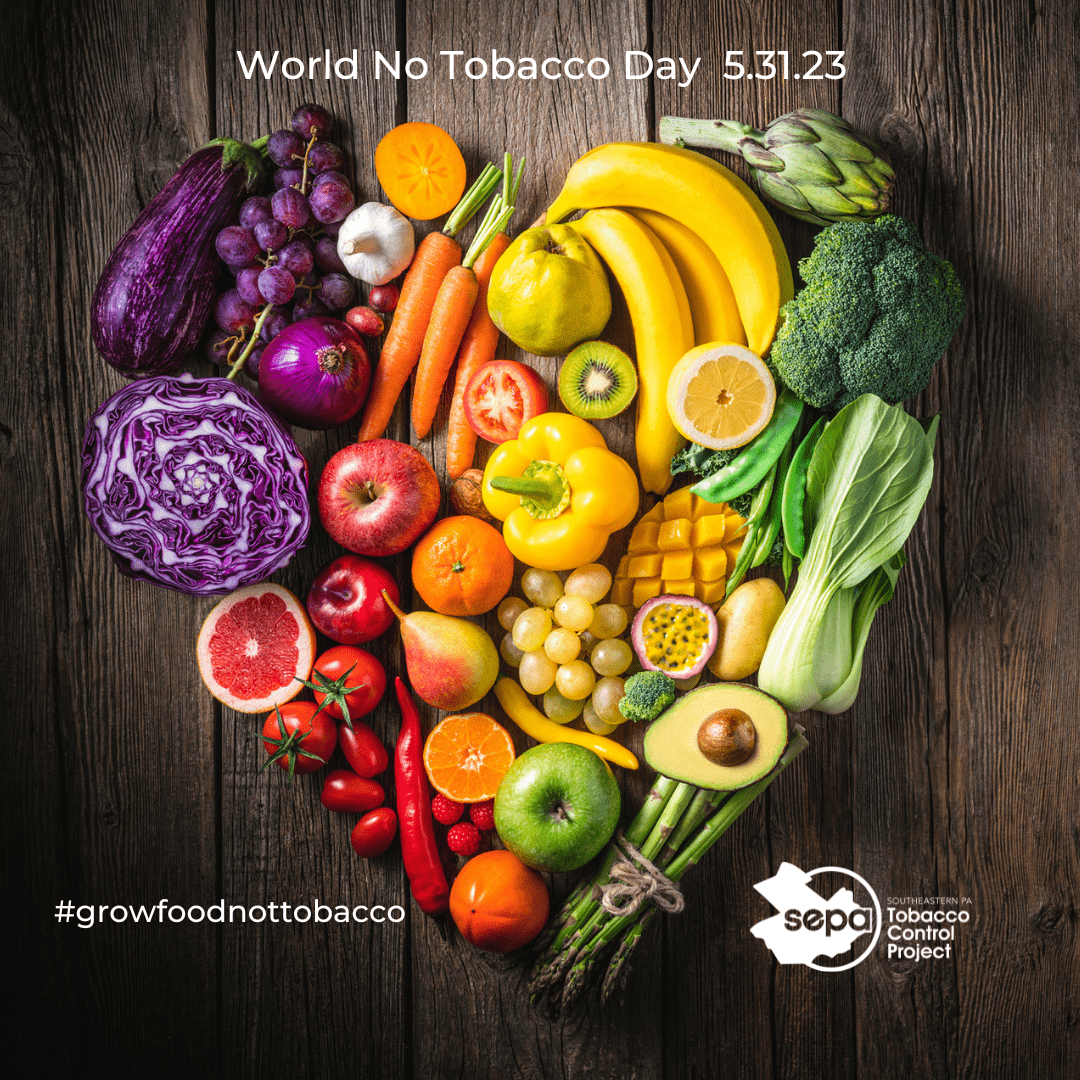 World No Tobacco Day 5.31.23
#growfoodnottobacco
sepa
SOUTHEASTERN PA
Tobacco
Control
Project